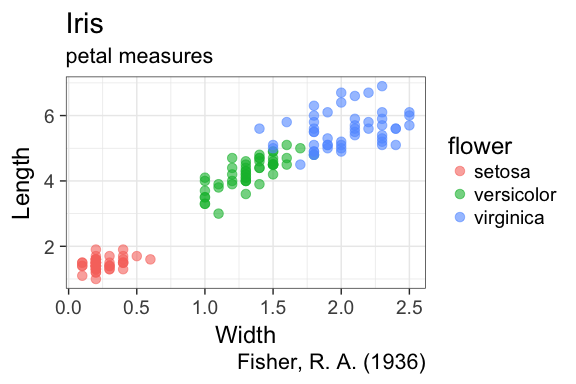 Iris
petal measures
Length
6
4
2
0.0 0.5 1.0 1.5 2.0 2.5
Width
Fisher, R. A. (1936)
flower
setosa
versicolor
virginica